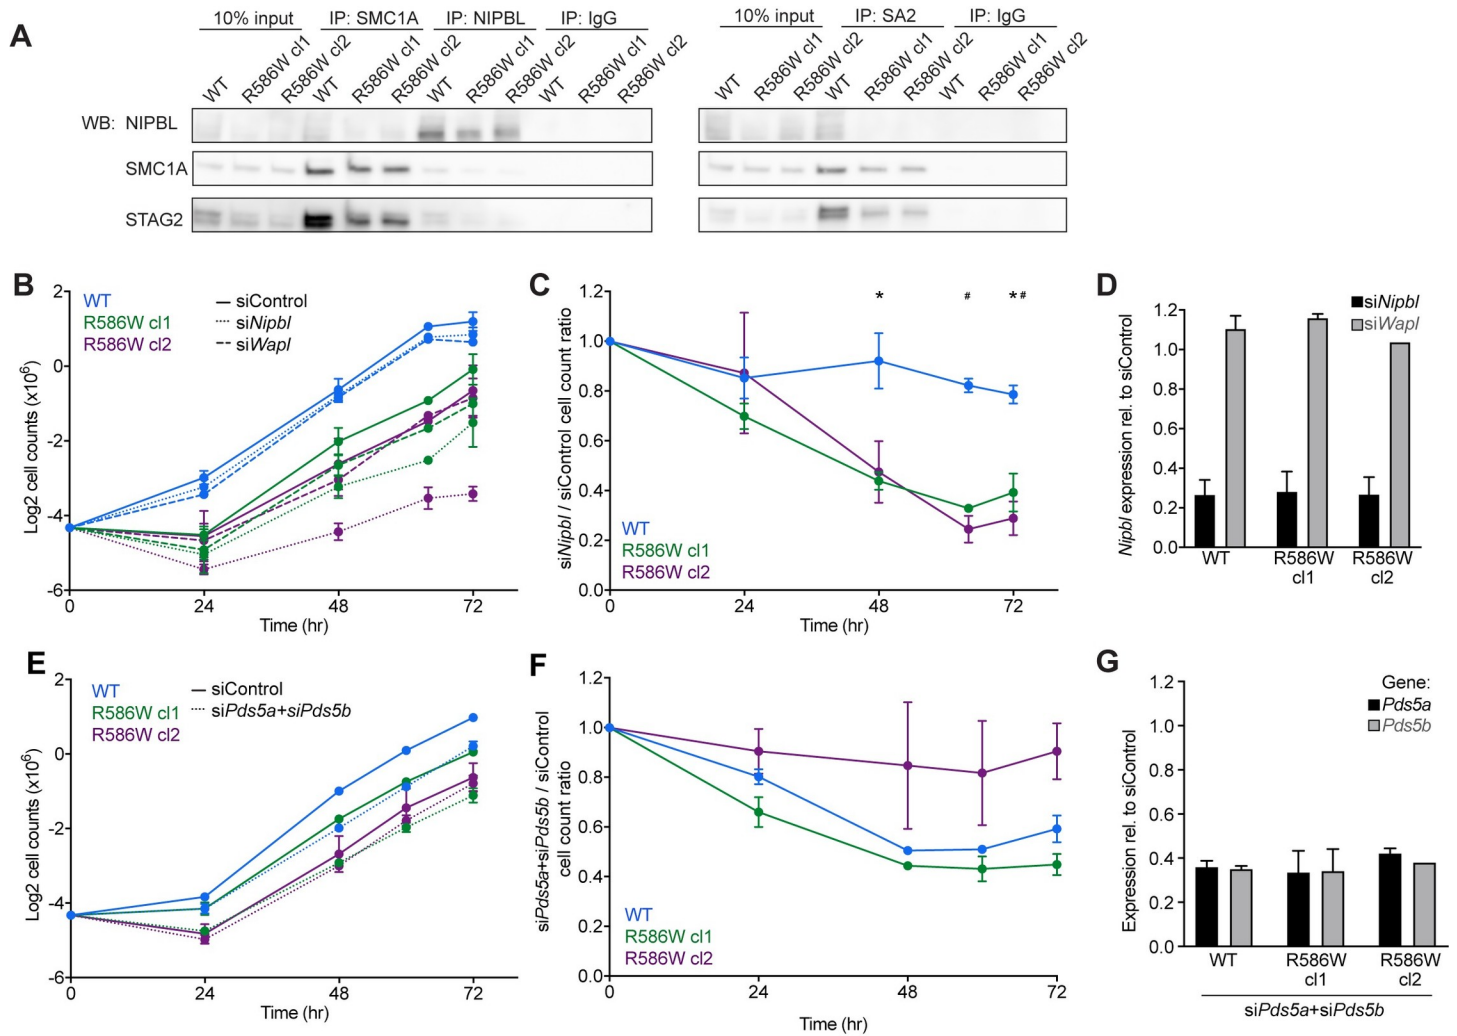 A
10% input IP: SMC1A IP: NIPBL IP: IgG
WT R586W cl1 R586W cl2 WT R586W cl1 R586W cl2 WT R586W cl1 R586W cl2 WT R586W cl1 R586W cl2
10% input IP: SA2 IP: IgG
WT R586W cl1 R586W cl2 WT R586W cl1 R586W cl2 WT R586W cl1 R586W cl2
WB: NIPBL
SMC1A
STAG2
B
WT
R586W cl1
R586W cl2
siControl
siNipbl
siWapl
Log2 cell counts (x10⁶)
2
0
-2
-4
-6
0 24 48 72
Time (hr)
C
siNipbl / siControl cell count ratio
1.2
1.0
0.8
0.6
0.4
0.2
0.0
* # * #
WT
R586W cl1
R586W cl2
0 24 48 72
Time (hr)
D
siNipbl
siWapl
Nipbl expression rel. to siControl
1.2
1.0
0.8
0.6
0.4
0.2
0.0
WT R586W cl1 R586W cl2
E
WT
R586W cl1
R586W cl2
siControl
siPds5a+siPds5b
Log2 cell counts (x10⁶)
2
0
-2
-4
-6
0 24 48 72
Time (hr)
F
siPds5a+siPds5b / siControl
cell count ratio
1.2
1.0
0.8
0.6
0.4
0.2
0.0
WT
R586W cl1
R586W cl2
0 24 48 72
Time (hr)
G
Gene:
Pds5a
Pds5b
Expression rel. to siControl
1.2
1.0
0.8
0.6
0.4
0.2
0.0
WT R586W cl1 R586W cl2
siPds5a+siPds5b